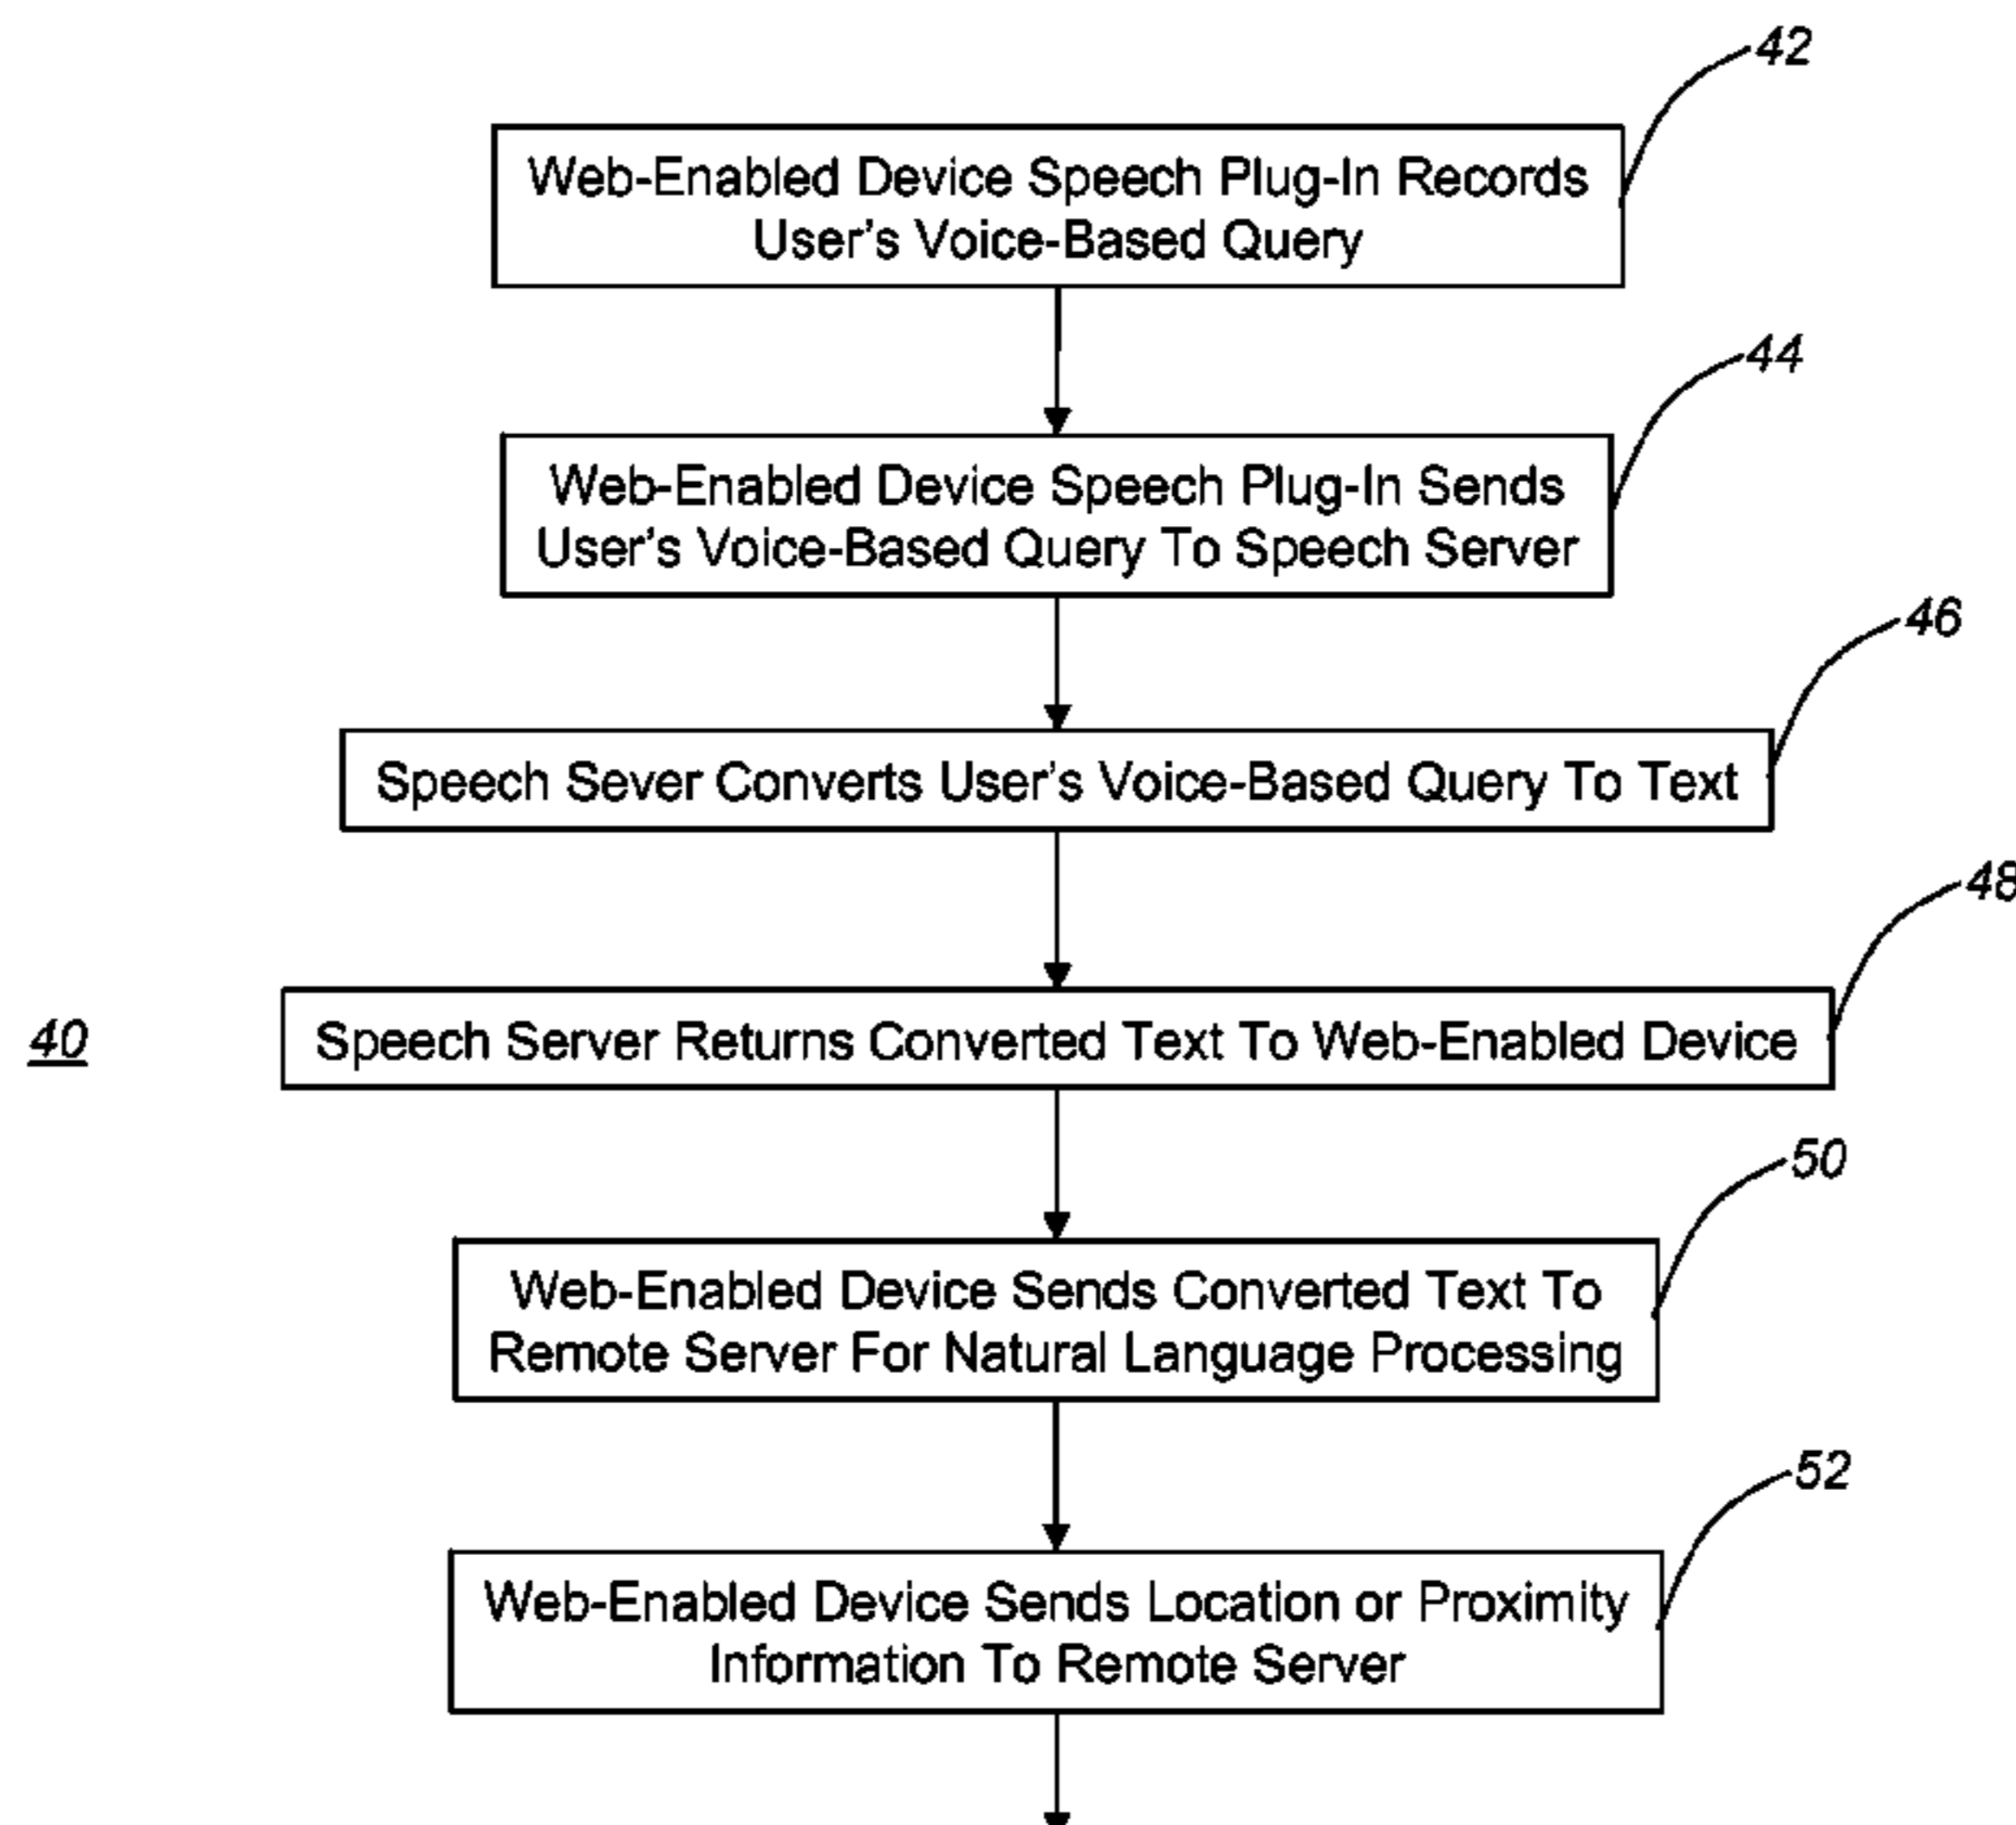 42
Web-Enabled Device Speech Plug-In Records
User's Voice-Based Query
44
Web-Enabled Device Speech Plug-In Sends
User's Voice-Based Query To Speech Server
46
Speech Sever Converts User's Voice-Based Query To Text
48
40
Speech Server Returns Converted Text To Web-Enabled Device
50
Web-Enabled Device Sends Converted Text To
Remote Server For Natural Language Processing
52
Web-Enabled Device Sends Location or Proximity
Information To Remote Server